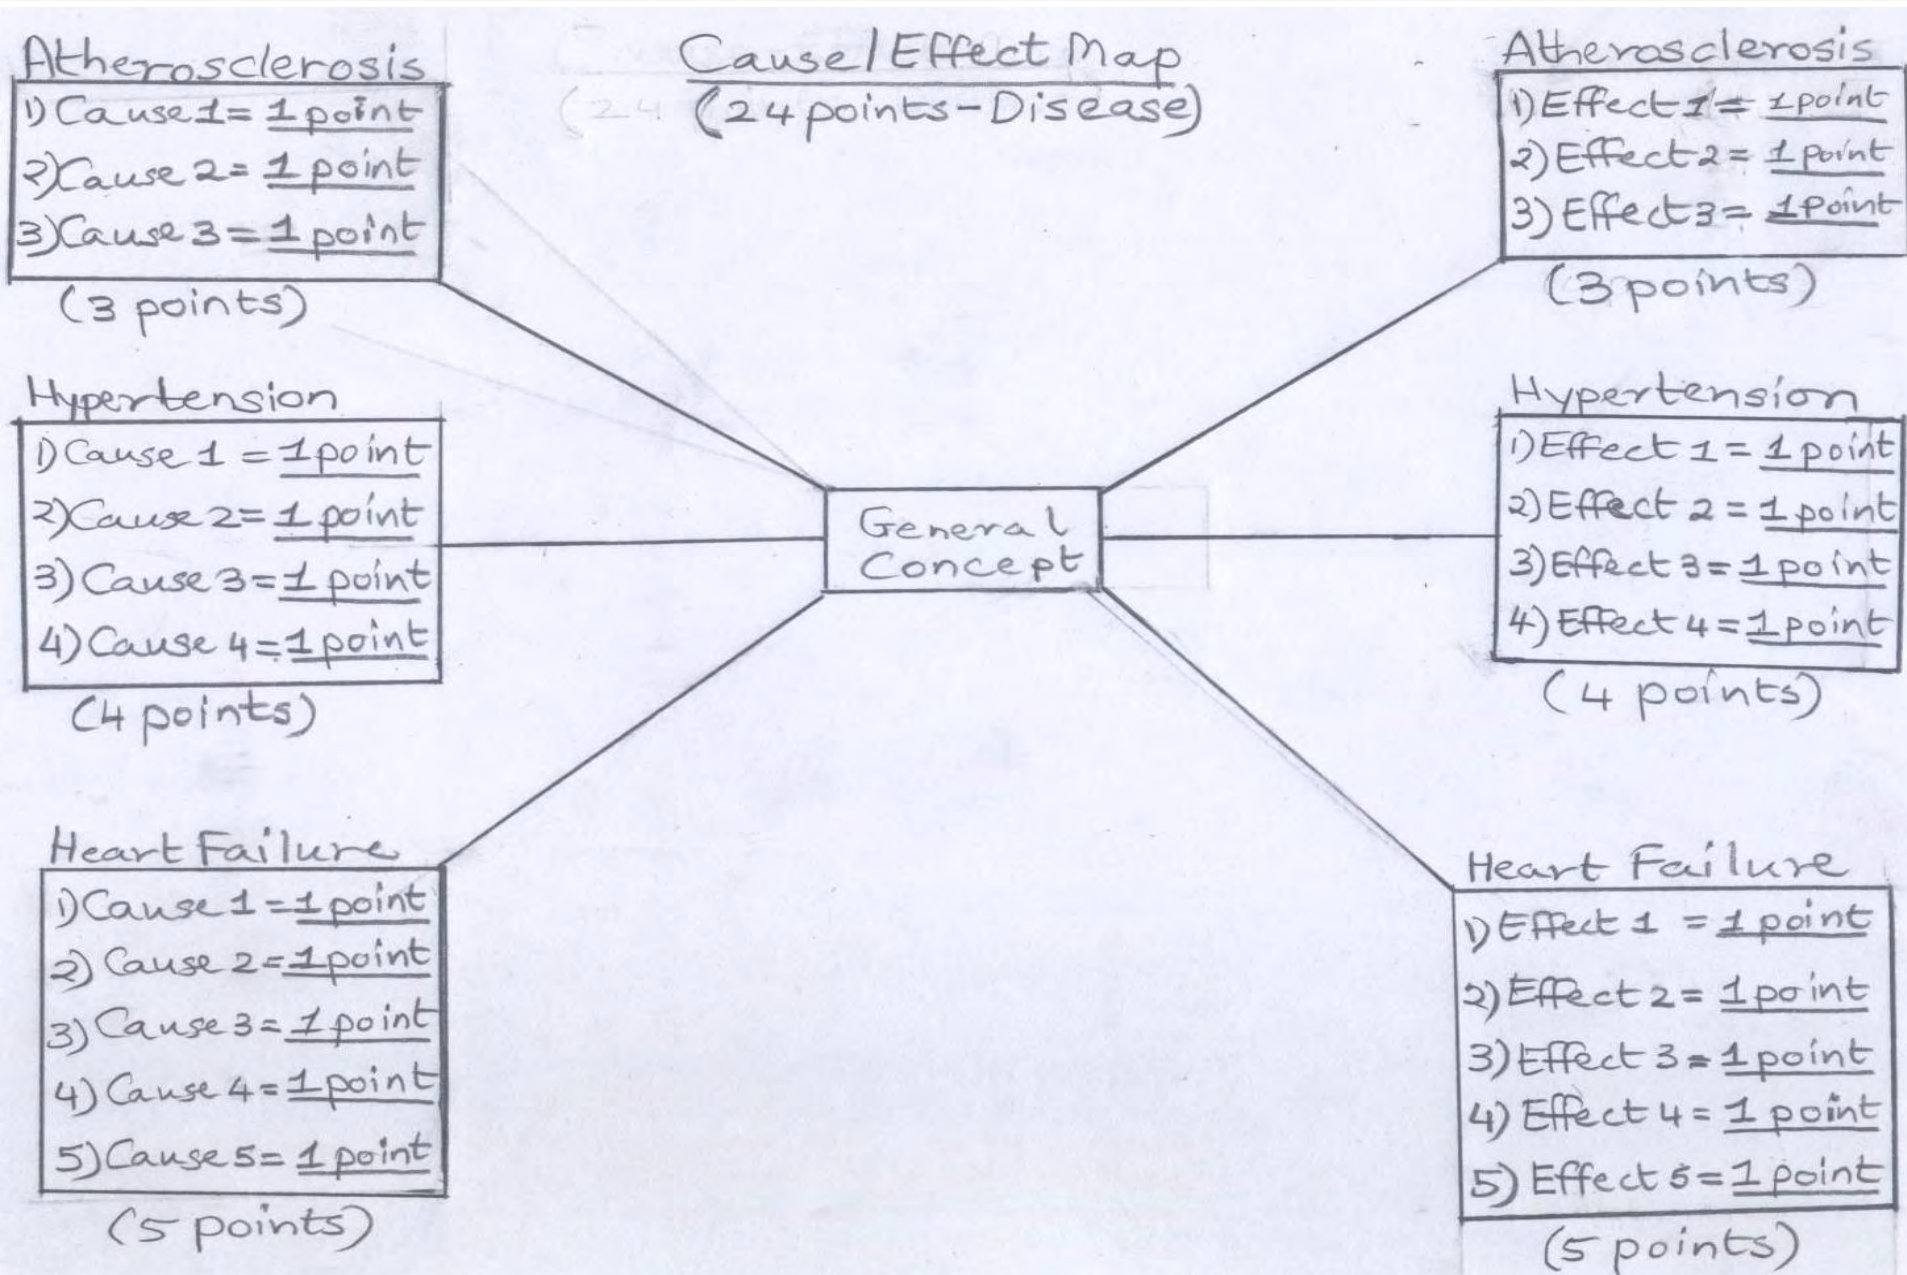 Cause/Effect Map
(24 points-Disease)
Atherosclerosis
1) Cause 1 = 1 point
2) Cause 2 = 1 point
3) Cause 3 = 1 point
(3 points)
Hypertension
1) Cause 1 = 1 point
2) Cause 2 = 1 point
3) Cause 3 = 1 point
4) Cause 4 = 1 point
(4 points)
Heart Failure
1) Cause 1 = 1 point
2) Cause 2 = 1 point
3) Cause 3 = 1 point
4) Cause 4 = 1 point
5) Cause 5 = 1 point
(5 points)
General
Concept
Atherosclerosis
1) Effect 1 = 1 point
2) Effect 2 = 1 point
3) Effect 3 = 1 Point
(3 points)
Hypertension
1) Effect 1 = 1 point
2) Effect 2 = 1 point
3) Effect 3 = 1 point
4) Effect 4 = 1 point
(4 points)
Heart Failure
1) Effect 1 = 1 point
2) Effect 2 = 1 point
3) Effect 3 = 1 point
4) Effect 4 = 1 point
5) Effect 5 = 1 point
(5 points)